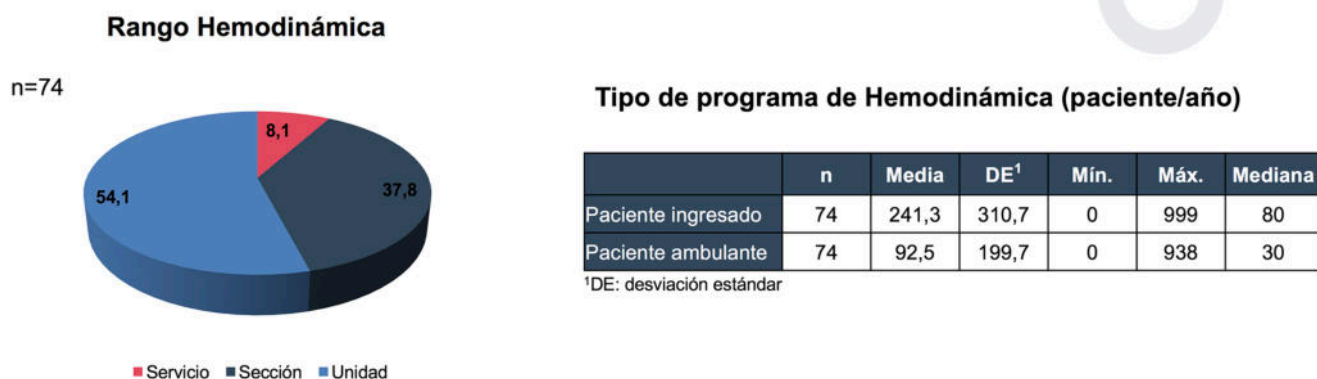 Rango Hemodinámica
n=74
8,1
37,8
54,1
Servicio Sección Unidad
Tipo de programa de Hemodinámica (paciente/año)
n Media DE¹ Mín. Máx. Mediana
Paciente ingresado 74 241,3 310,7 0 999 80
Paciente ambulante 74 92,5 199,7 0 938 30
¹DE: desviación estándar